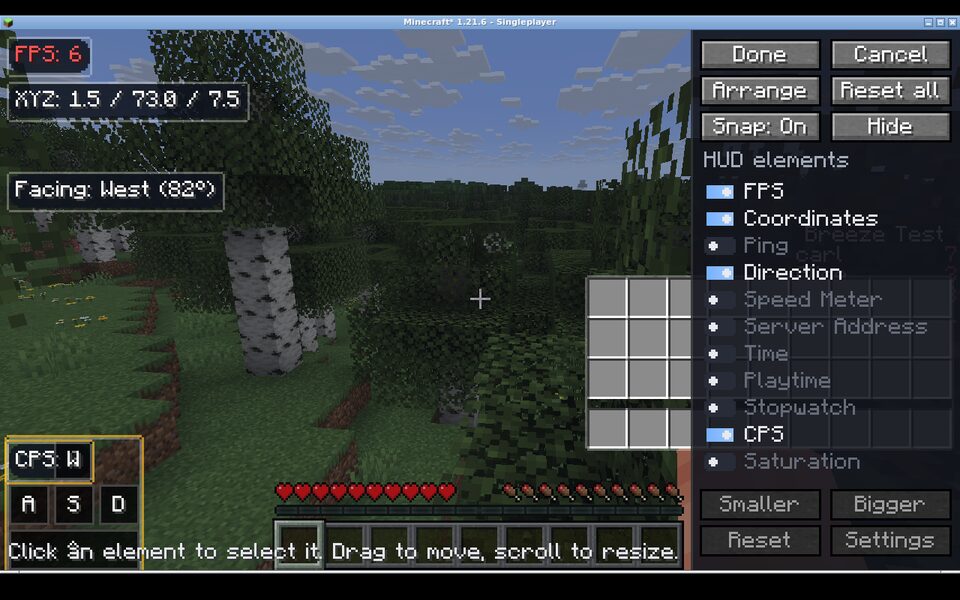 Minecraft* 1.21.6 - Singleplayer
FPS: 6
XYZ: 1.5 / 73.0 / 7.5
Facing: West (82°)
Done
Cancel
Arrange
Reset all
Snap: On
Hide
HUD elements
FPS
Coordinates
Breeze Test
Ping
carl
Direction
Speed Meter
Server Address
Time
Playtime
Stopwatch
CPS
Saturation
Smaller
Bigger
Reset
Settings
CPS: W
A S D
Click an element to select it. Drag to move, scroll to resize.